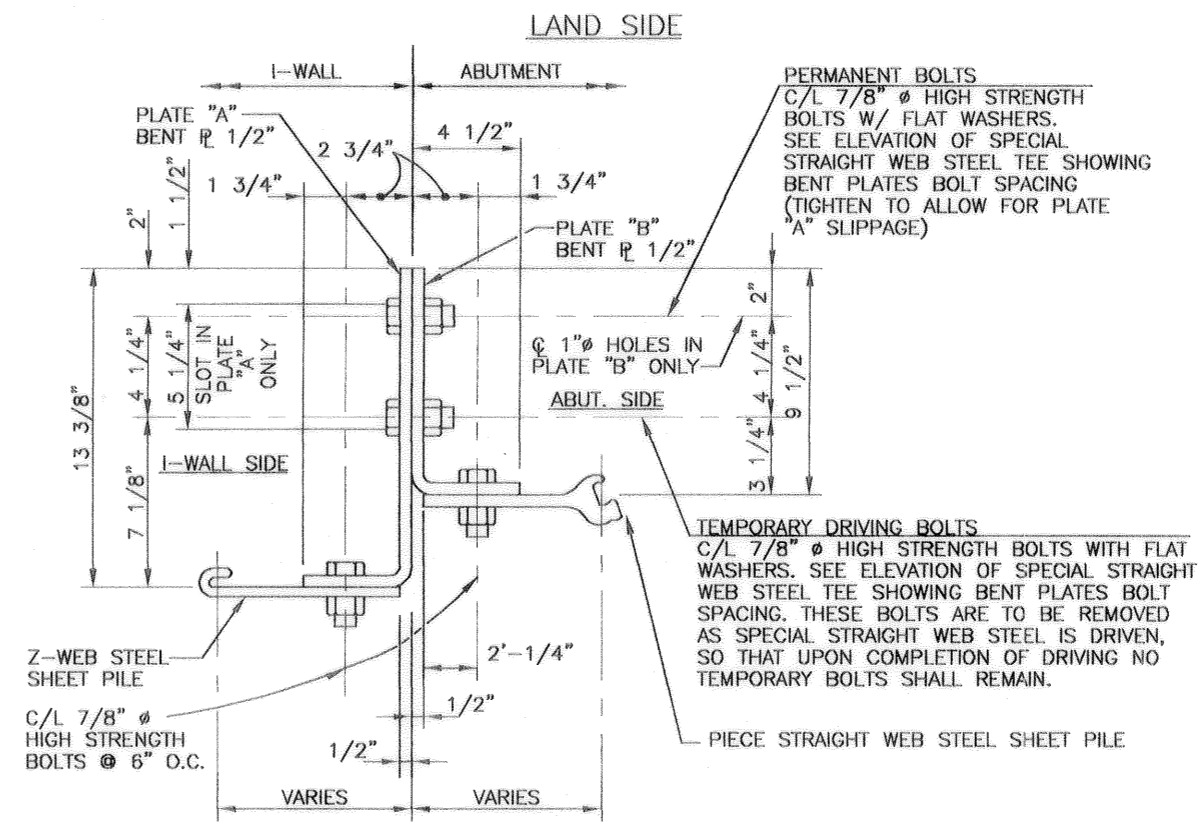 LAND SIDE
I-WALL
ABUTMENT
PLATE "A"
BENT ℞ 1/2"
4 1/2"
2 3/4"
1 3/4"
1 3/4"
2"
1 1/2"
PERMANENT BOLTS
C/L 7/8" ø HIGH STRENGTH
BOLTS W/ FLAT WASHERS.
SEE ELEVATION OF SPECIAL
STRAIGHT WEB STEEL TEE SHOWING
BENT PLATES BOLT SPACING
(TIGHTEN TO ALLOW FOR PLATE
"A" SLIPPAGE)
PLATE "B"
BENT ℞ 1/2"
13 3/8"
4 1/4"
5 1/4"
SLOT IN
PLATE
"A"
ONLY
7 1/8"
I-WALL SIDE
℄ 1"ø HOLES IN
PLATE "B" ONLY
ABUT. SIDE
2"
4 1/4"
3 1/4"
9 1/2"
TEMPORARY DRIVING BOLTS
C/L 7/8" ø HIGH STRENGTH BOLTS WITH FLAT
WASHERS. SEE ELEVATION OF SPECIAL STRAIGHT
WEB STEEL TEE SHOWING BENT PLATES BOLT
SPACING. THESE BOLTS ARE TO BE REMOVED
AS SPECIAL STRAIGHT WEB STEEL IS DRIVEN,
SO THAT UPON COMPLETION OF DRIVING NO
TEMPORARY BOLTS SHALL REMAIN.
Z-WEB STEEL
SHEET PILE
C/L 7/8" ø
HIGH STRENGTH
BOLTS @ 6" O.C.
2'-1/4"
1/2"
1/2"
PIECE STRAIGHT WEB STEEL SHEET PILE
VARIES
VARIES